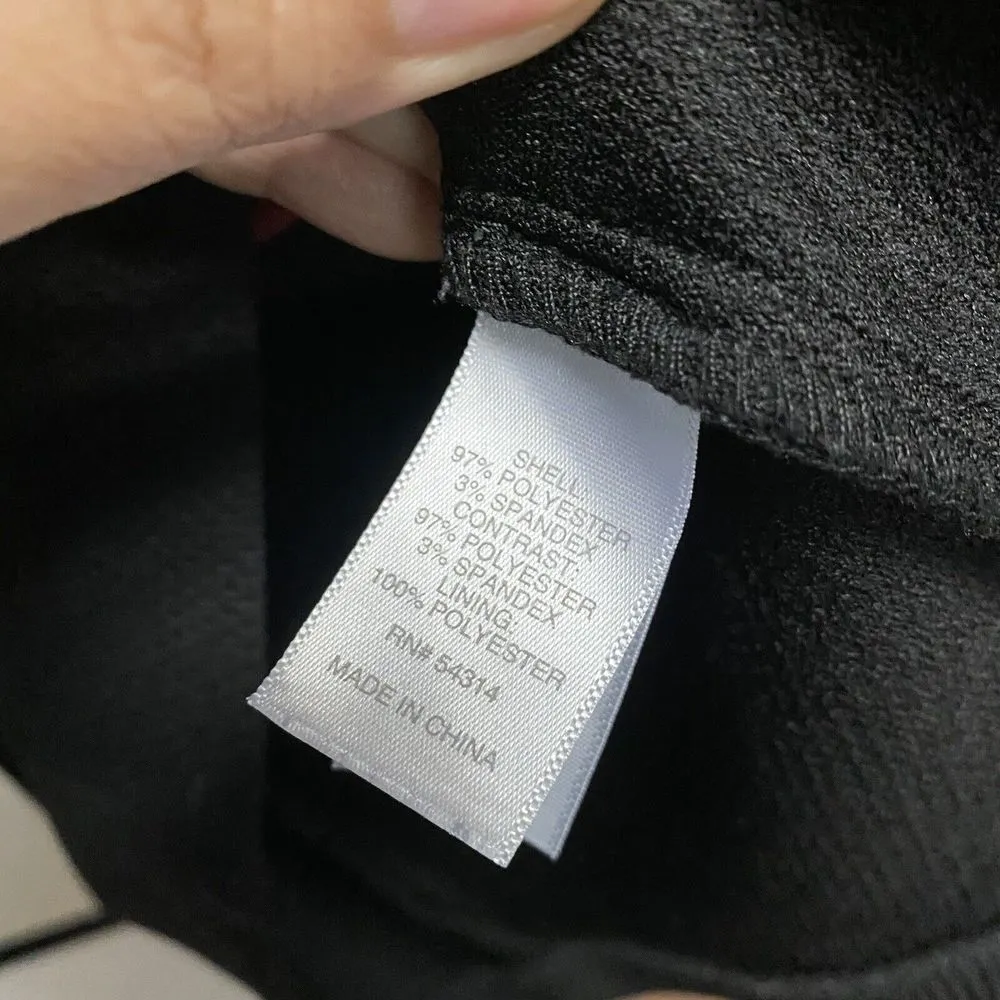 SHELL,
97% POLYESTER
3% SPANDEX
CONTRAST,
97% POLYESTER
3% SPANDEX
LINING,
100% POLYESTER
RN# 54314
MADE IN CHINA